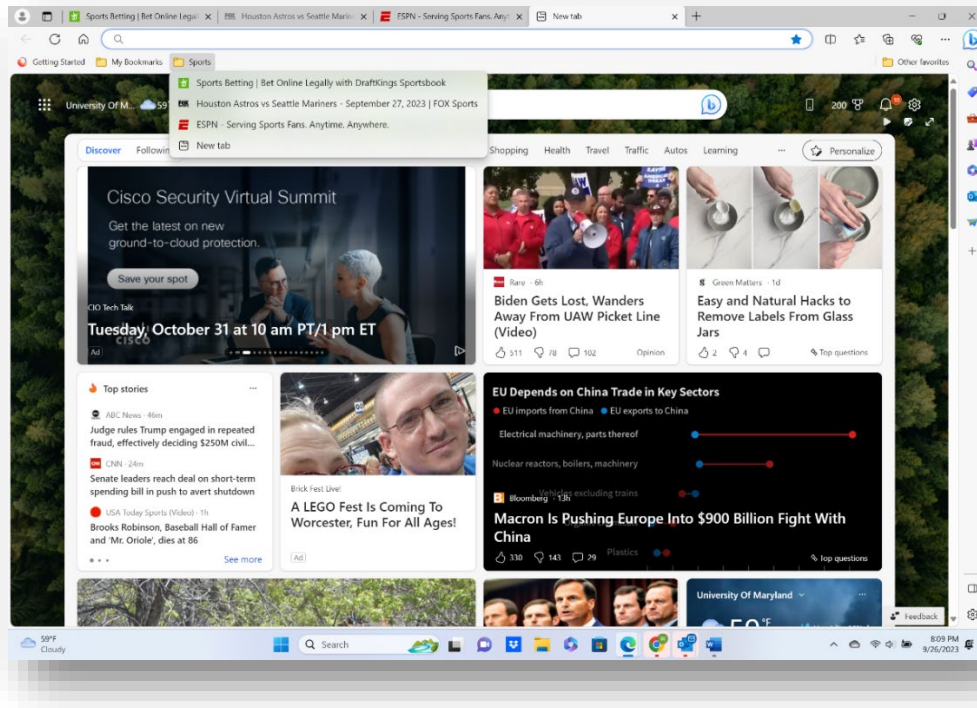 Sports Betting | Bet Online Legal
Houston Astros vs Seattle Marin
ESPN - Serving Sports Fans. Any
New tab
Getting Started
My Bookmarks
Sports
Other favorites
Sports Betting | Bet Online Legally with DraftKings Sportsbook
Houston Astros vs Seattle Mariners - September 27, 2023 | FOX Sports
ESPN - Serving Sports Fans. Anytime. Anywhere.
New tab
University Of M...
59°
200
Discover
Followin
Shopping
Health
Travel
Traffic
Autos
Learning
...
Personalize
Cisco Security Virtual Summit
Get the latest on new
ground-to-cloud protection.
Save your spot
CIO Tech Talk
Tuesday, October 31 at 10 am PT/1 pm ET
cisco
Ad
Rare · 6h
Biden Gets Lost, Wanders
Away From UAW Picket Line
(Video)
511 78 102 Opinion
Green Matters · 1d
Easy and Natural Hacks to
Remove Labels From Glass
Jars
2 4 Top questions
Top stories
ABC News · 46m
Judge rules Trump engaged in repeated
fraud, effectively deciding $250M civil...
CNN · 24m
Senate leaders reach deal on short-term
spending bill in push to avert shutdown
USA Today Sports (Video) · 1h
Brooks Robinson, Baseball Hall of Famer
and 'Mr. Oriole', dies at 86
See more
Brick Fest Live!
A LEGO Fest Is Coming To
Worcester, Fun For All Ages!
Ad
EU Depends on China Trade in Key Sectors
EU imports from China EU exports to China
Electrical machinery, parts thereof
Nuclear reactors, boilers, machinery
Vehicles excluding trains
Bloomberg · 13h
Macron Is Pushing Europe Into $900 Billion Fight With
China
Plastics
330 143 29 Top questions
University Of Maryland
59°F
Feedback
59°F
Cloudy
Search
8:09 PM
9/26/2023